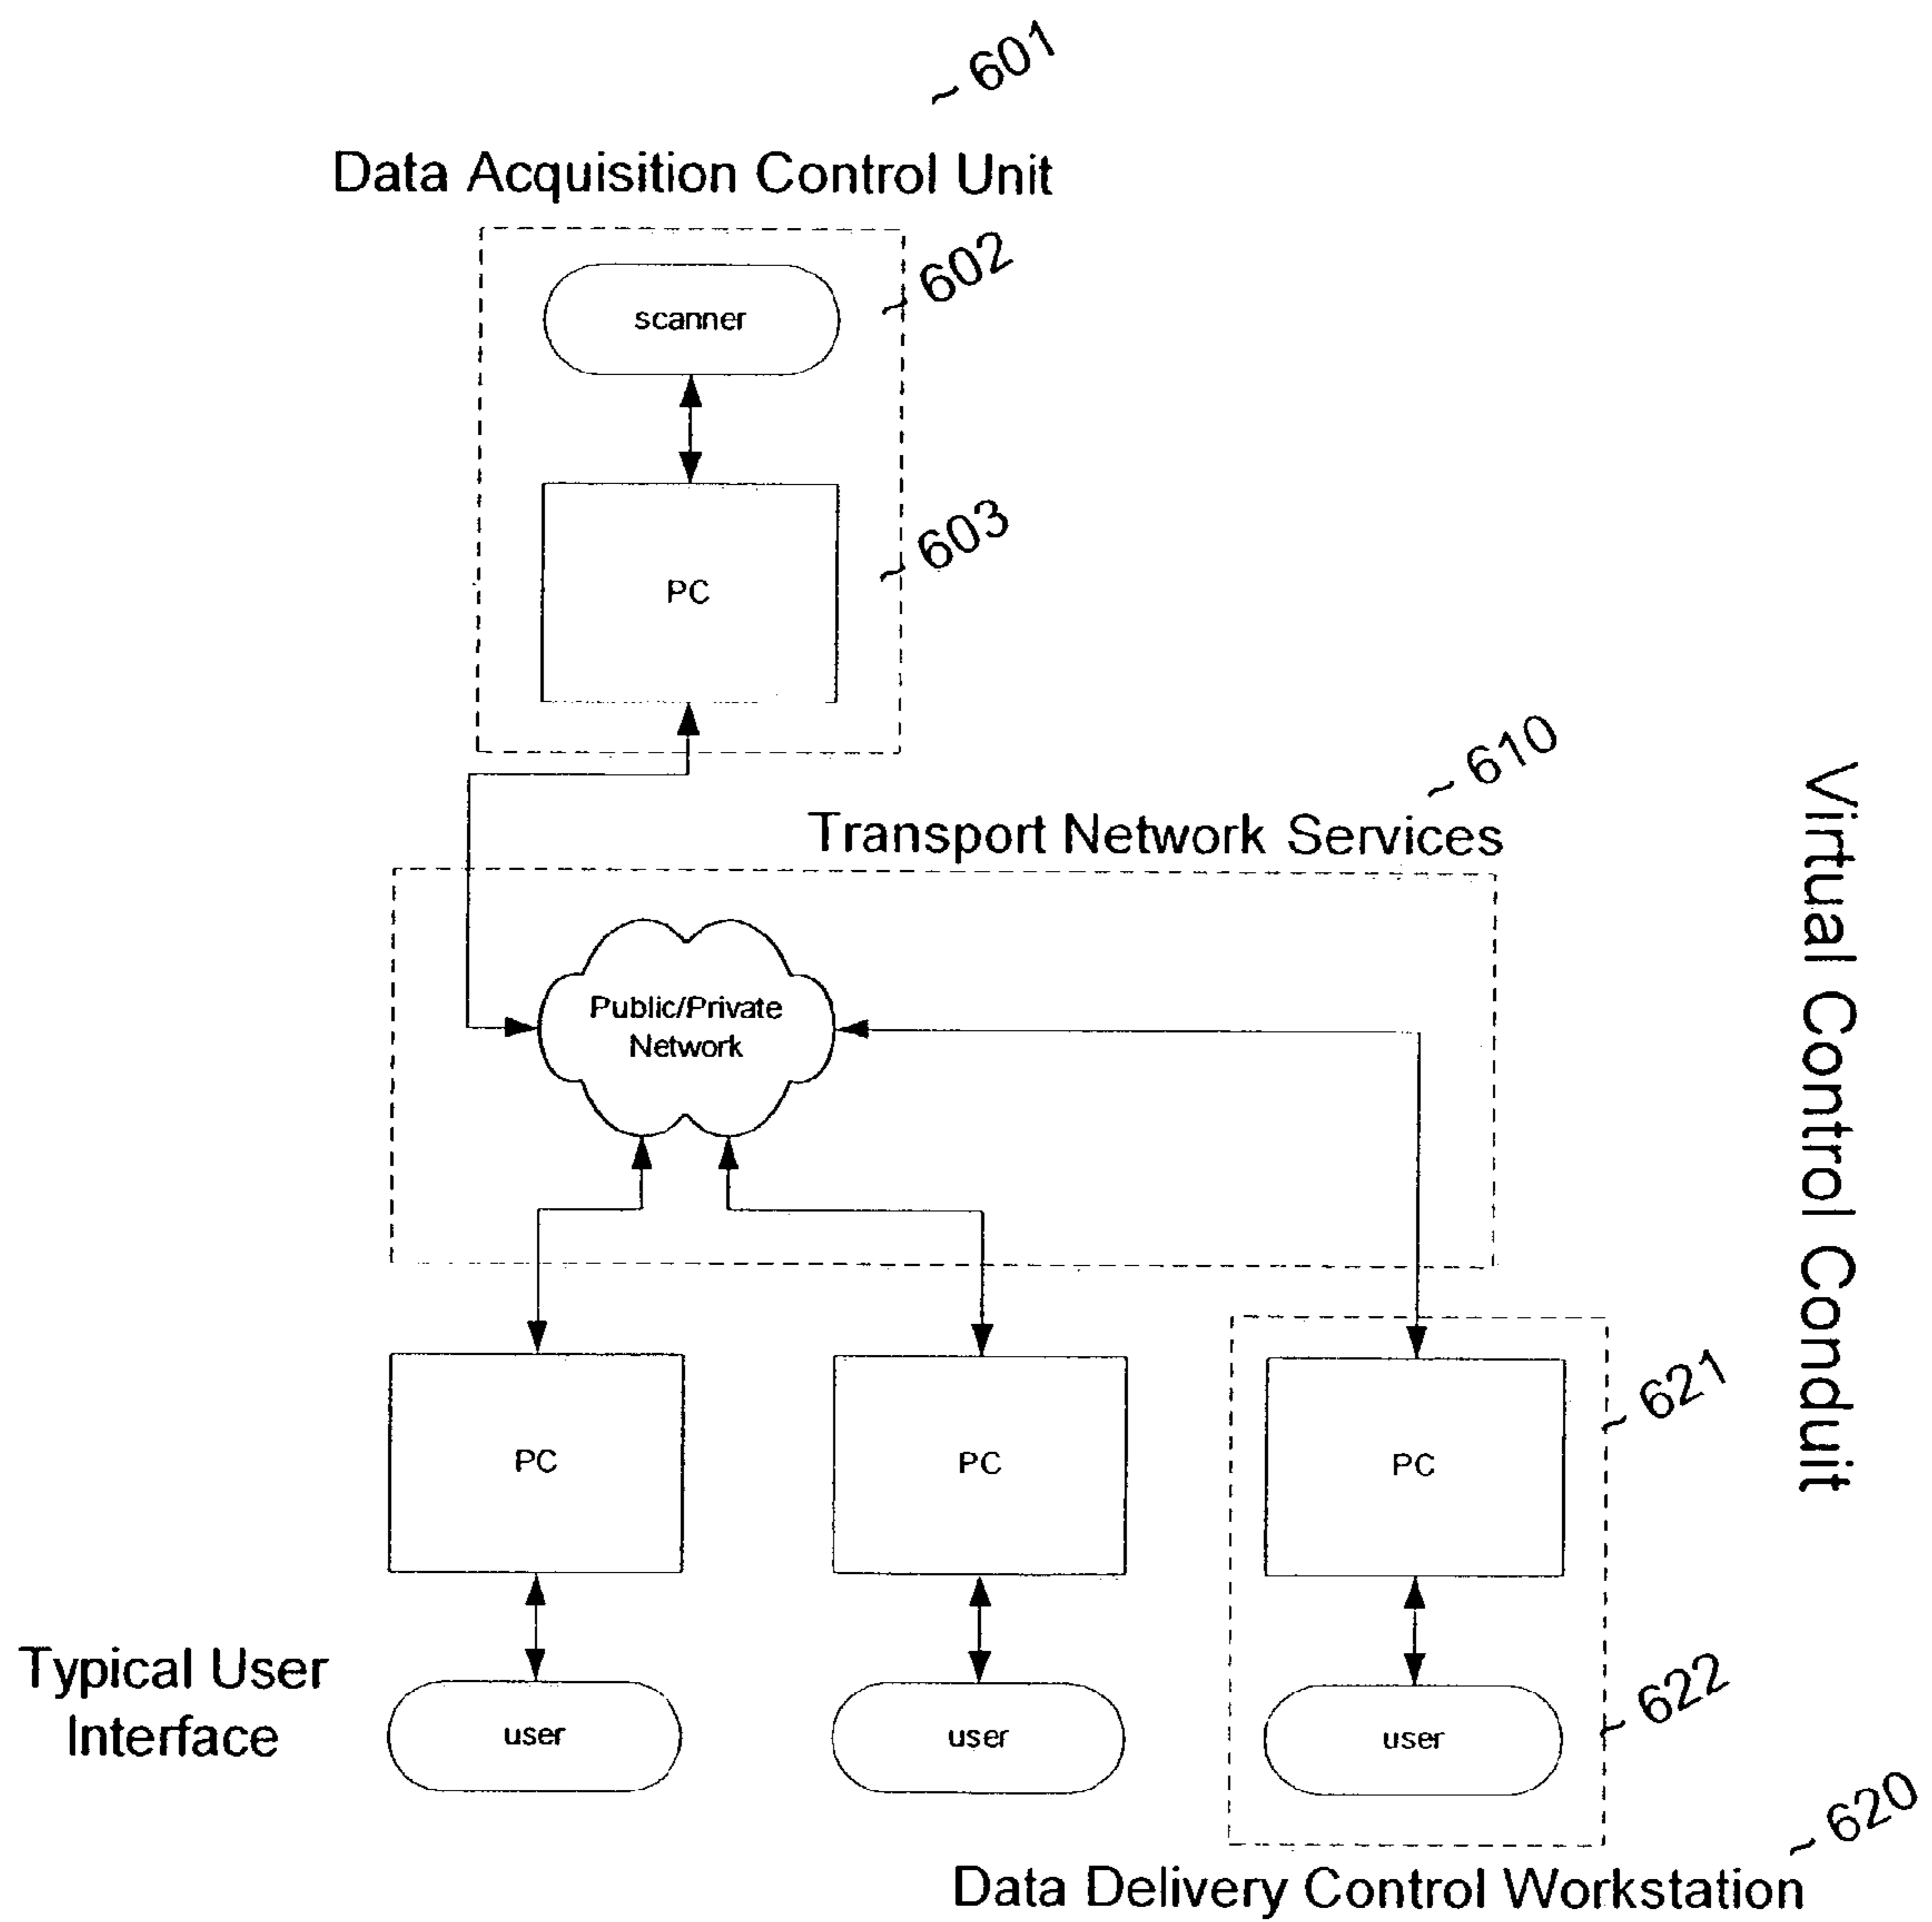 ~ 601
Data Acquisition Control Unit
~ 602
scanner
~ 603
PC
~ 610
Transport Network Services
Public/Private
Network
Virtual Control Conduit
PC
PC
PC
~ 621
Typical User
Interface
user
user
user
~ 622
~ 620
Data Delivery Control Workstation